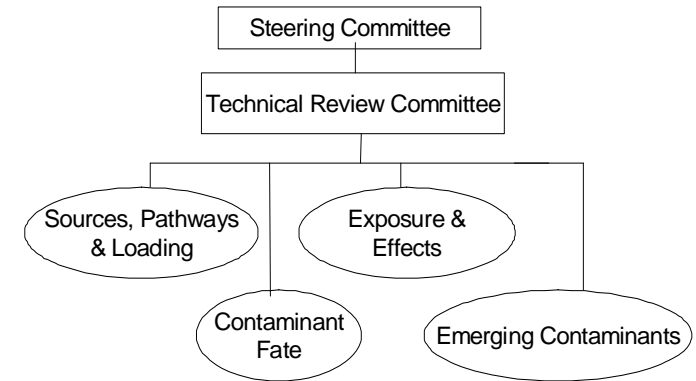 Steering Committee
Technical Review Committee
Sources, Pathways
& Loading
Exposure &
Effects
Contaminant
Fate
Emerging Contaminants